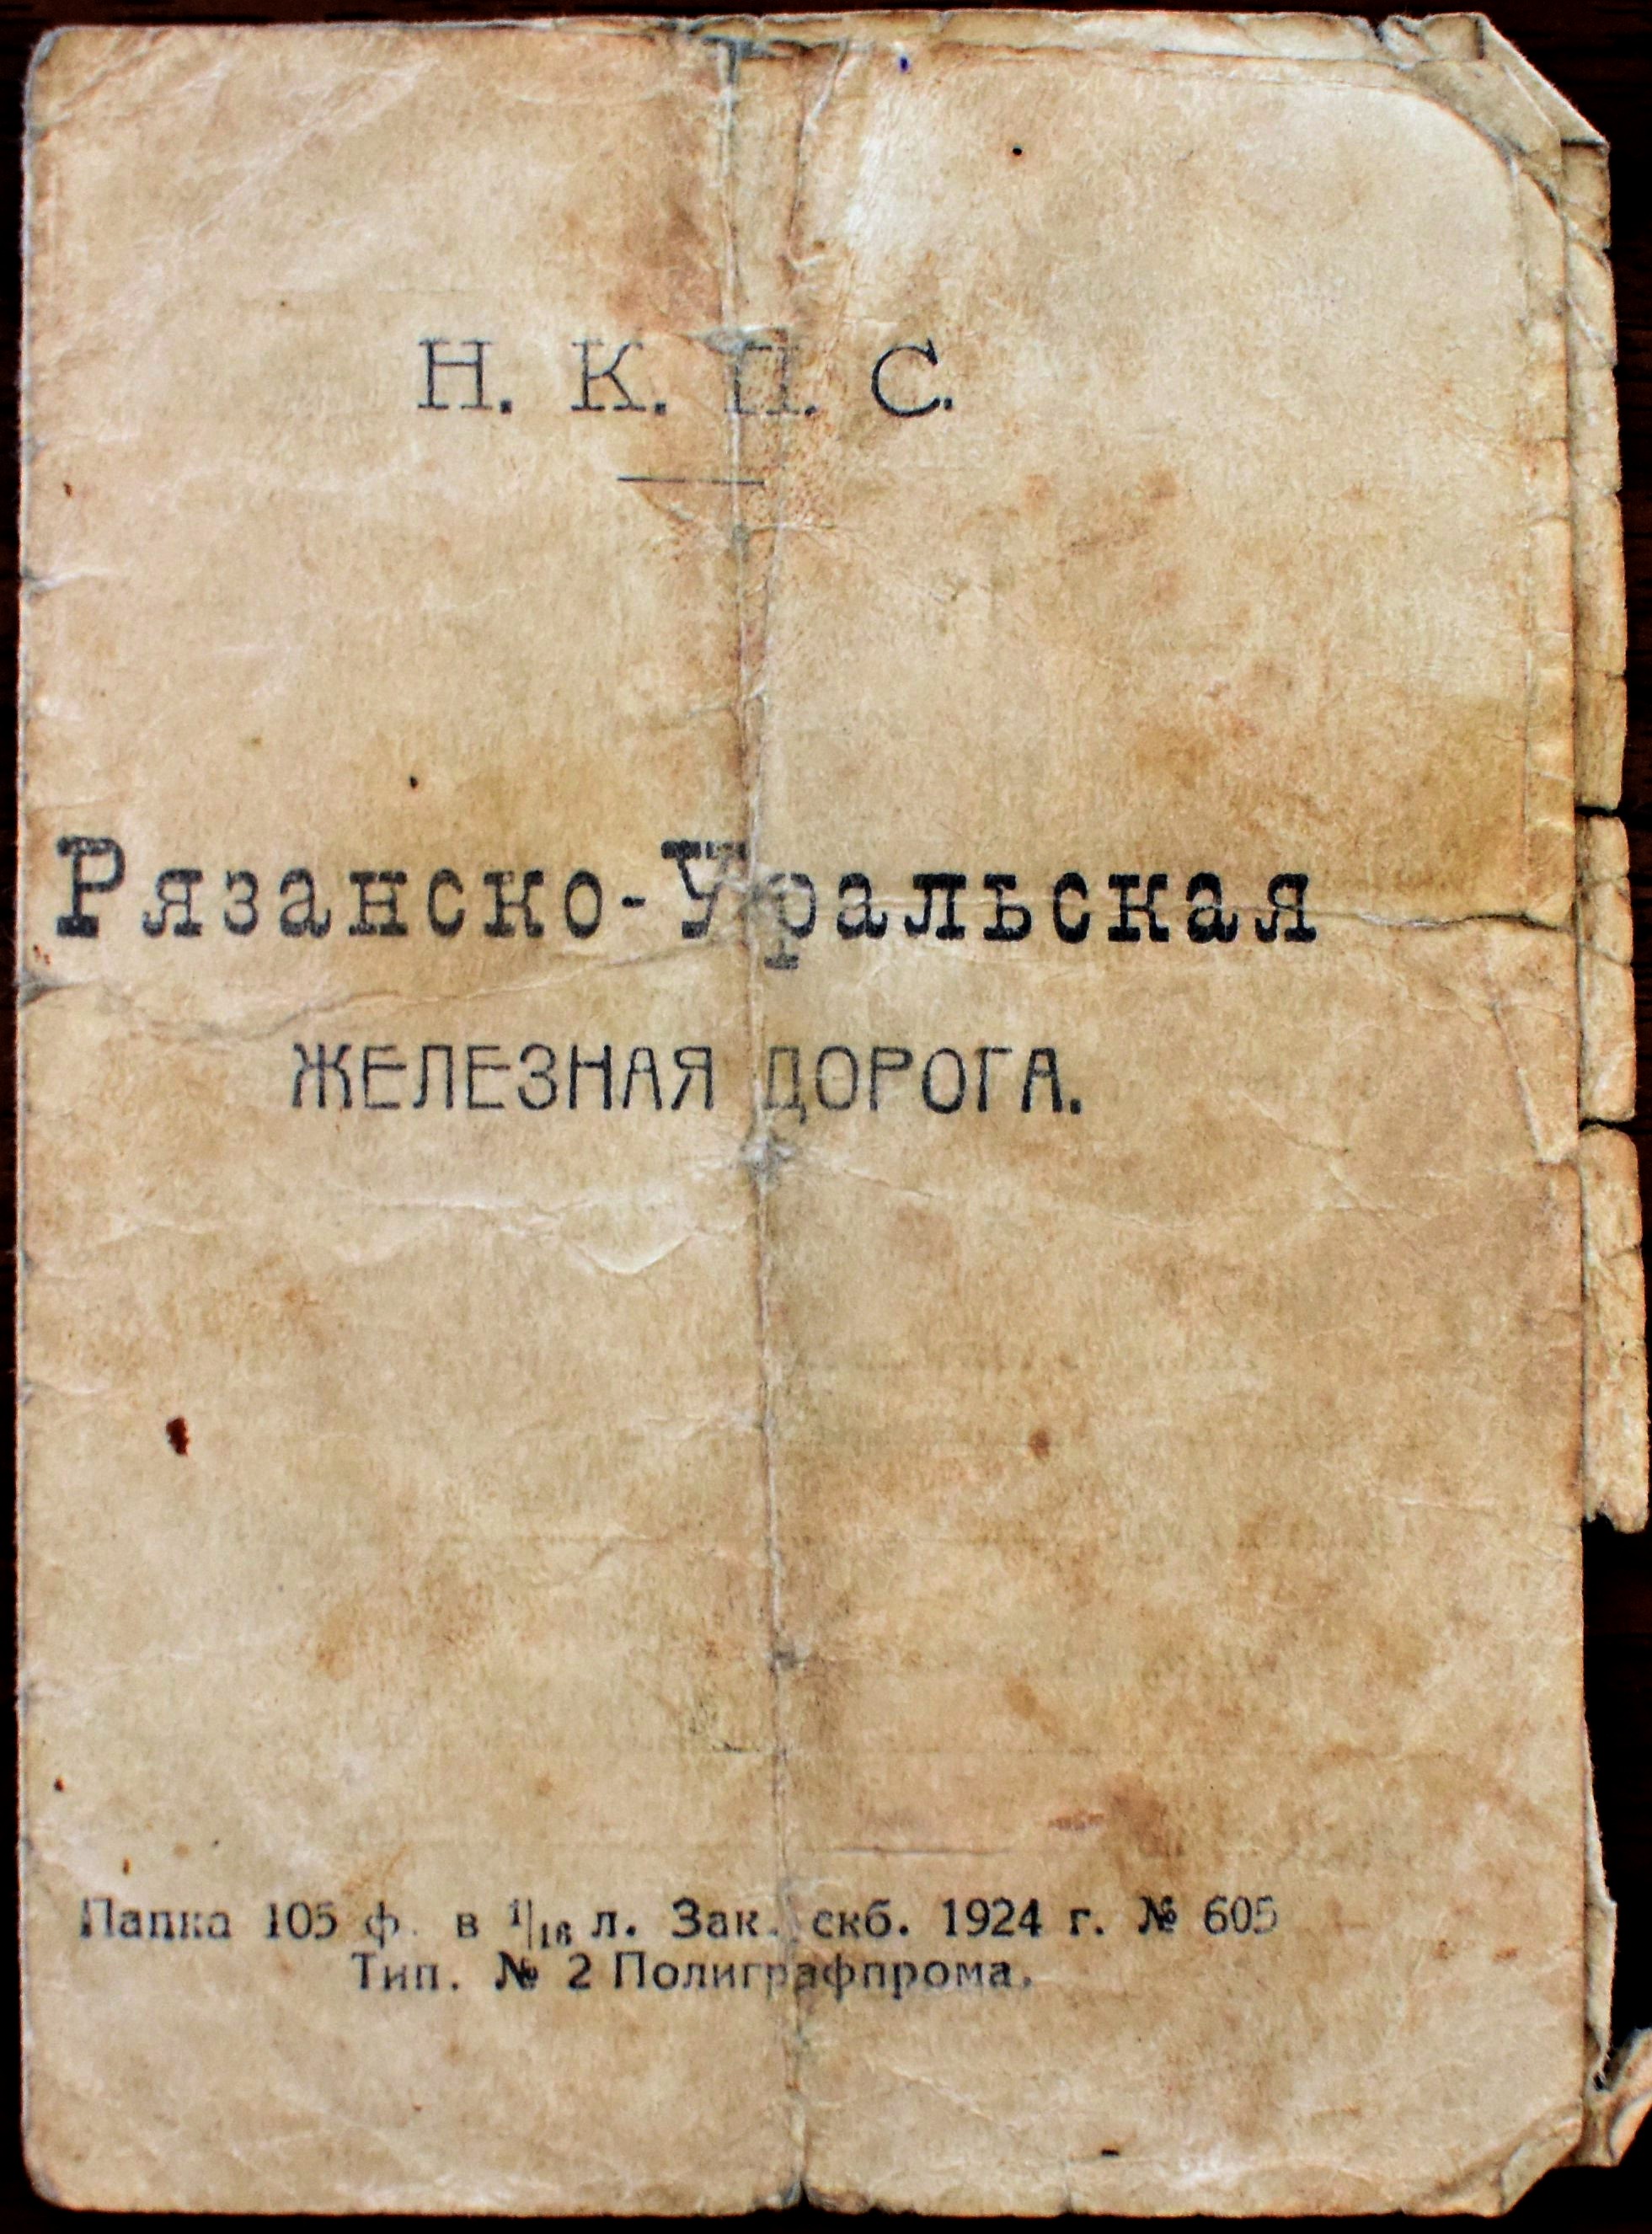 Н. К. П. С.
Рязанско-Уральская
ЖЕЛЕЗНАЯ ДОРОГА.
Папка 105 ф. в 1/16 л. Зак. скб. 1924 г. № 605
Тип. № 2 Полиграфпрома.